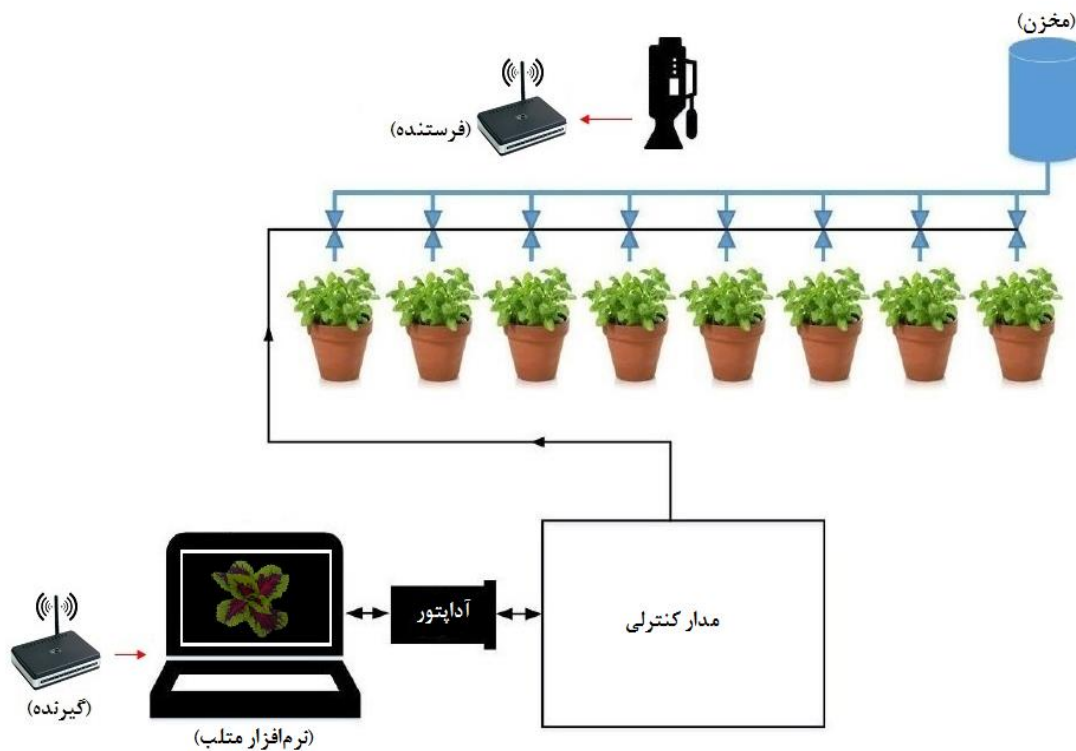 (مخزن)
(فرستنده)
آداپتور
مدار کنترلی
(گیرنده)
(نرم‌افزار متلب)